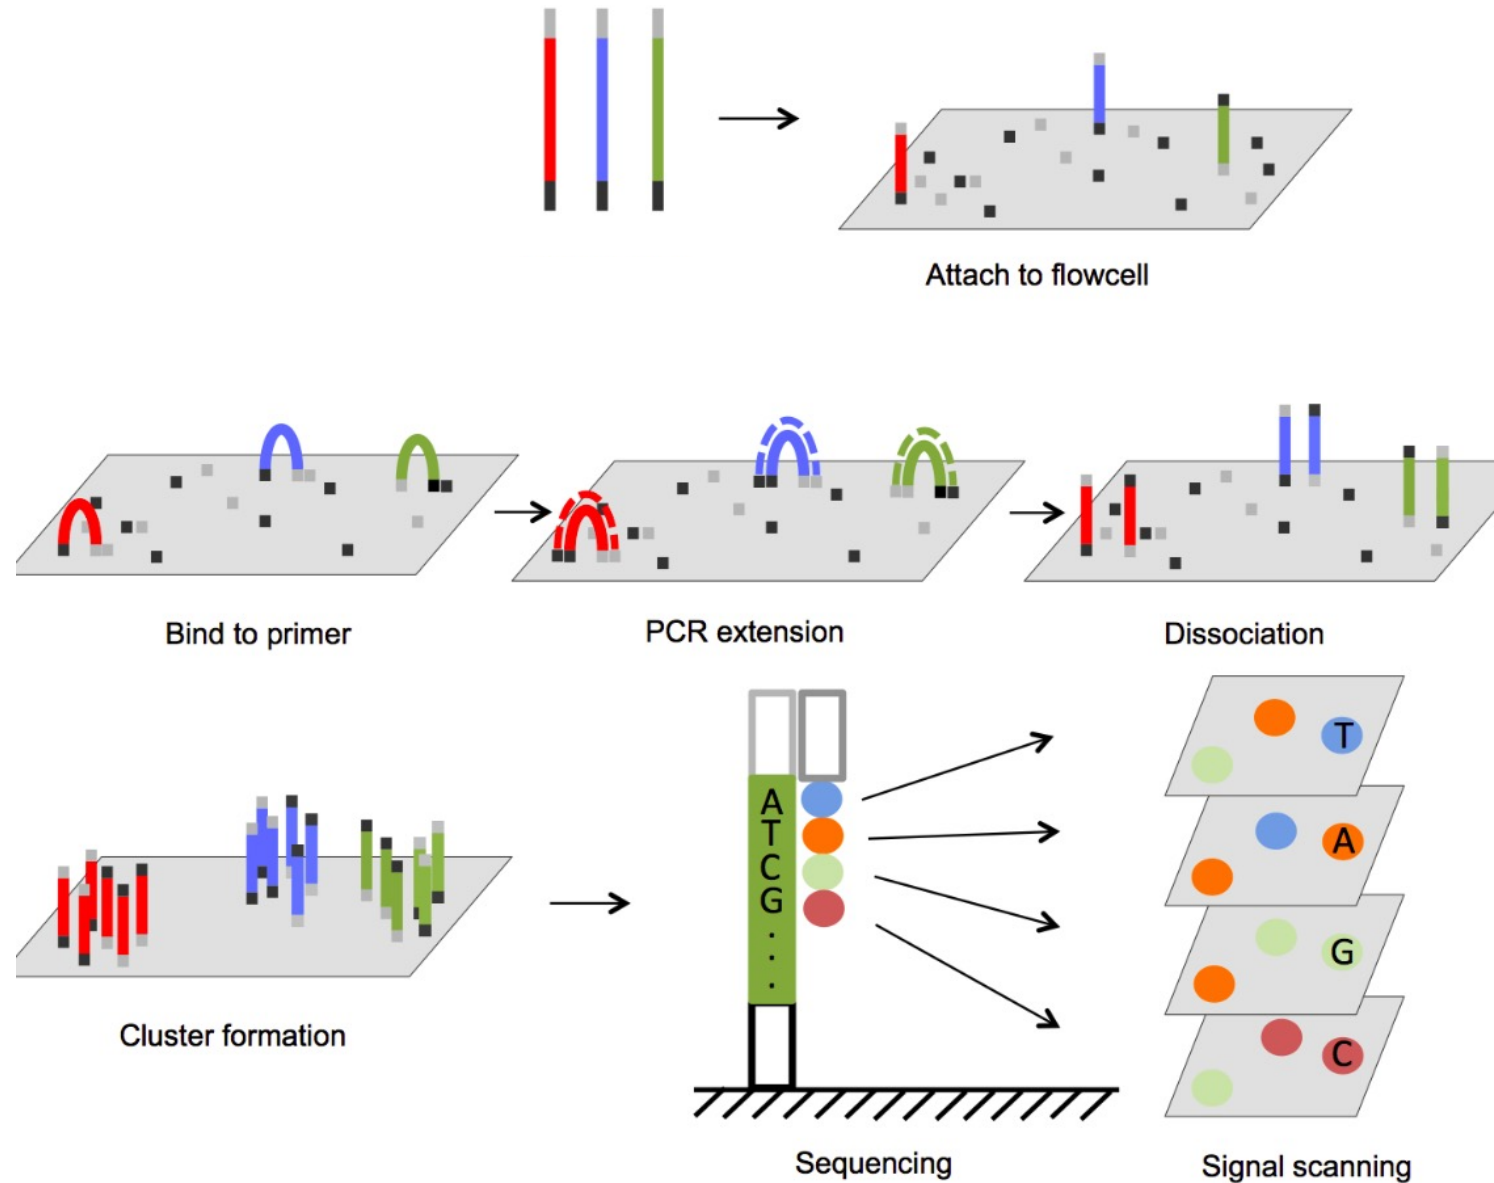 Attach to flowcell
Bind to primer
PCR extension
Dissociation
Cluster formation
A
T
C
G
.
.
.
Sequencing
T
A
G
C
Signal scanning